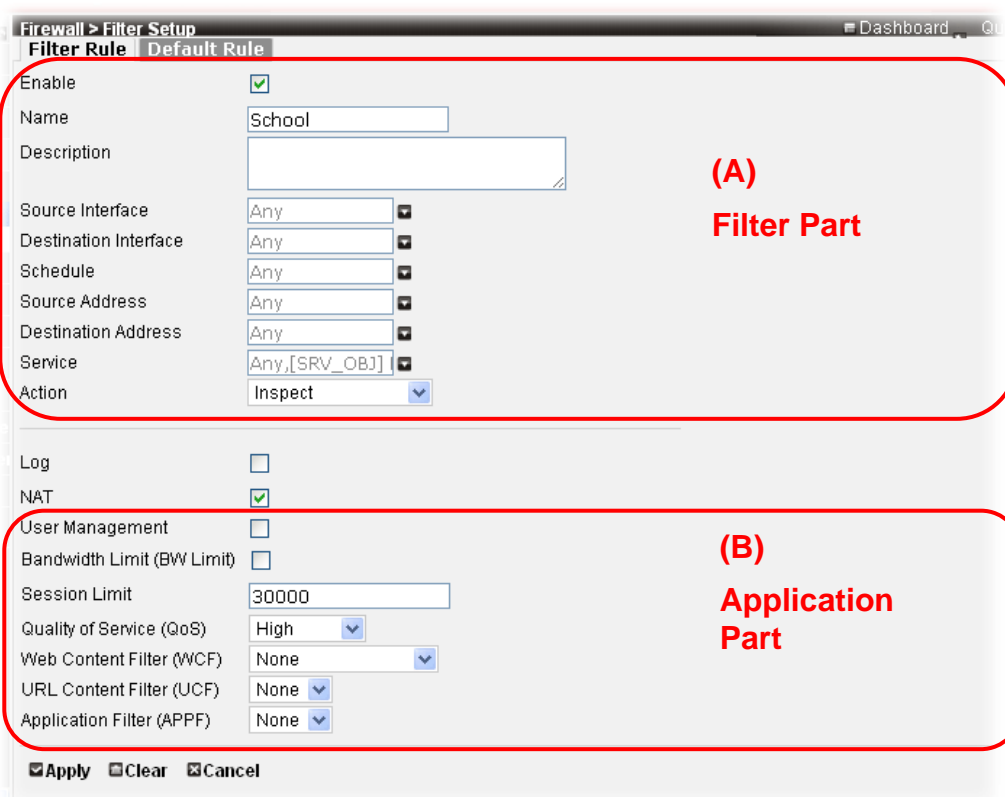 Firewall > Filter Setup
Dashboard
Filter Rule Default Rule
Enable
Name School
Description
(A)
Filter Part
Source Interface Any
Destination Interface Any
Schedule Any
Source Address Any
Destination Address Any
Service Any,[SRV_OBJ]
Action Inspect
Log
NAT
User Management
(B)
Application
Part
Bandwidth Limit (BW Limit)
Session Limit 30000
Quality of Service (QoS) High
Web Content Filter (WCF) None
URL Content Filter (UCF) None
Application Filter (APPF) None
Apply Clear Cancel